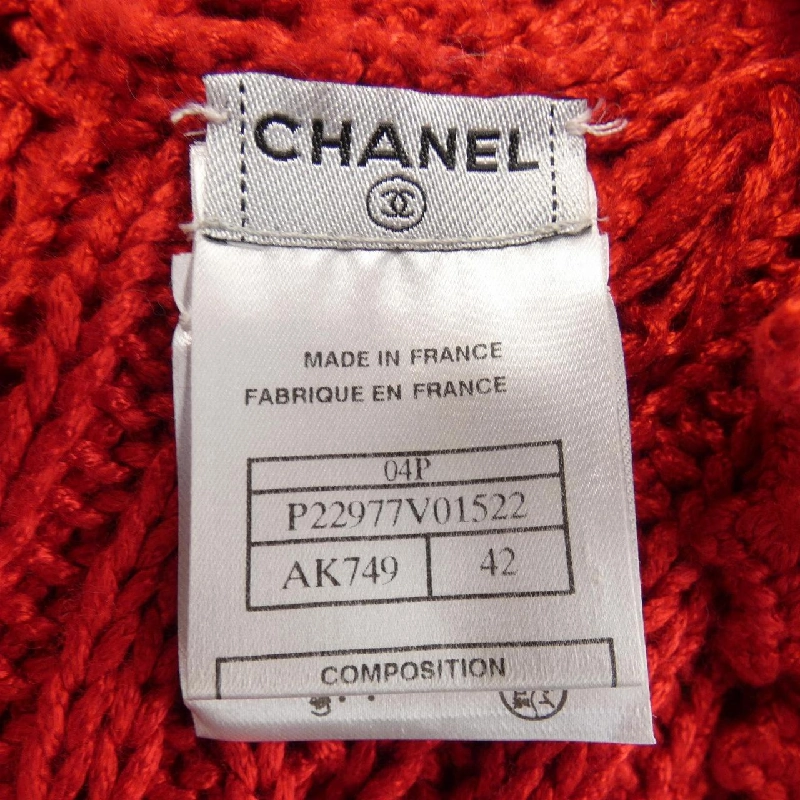 CHANEL
MADE IN FRANCE
FABRIQUE EN FRANCE
04P
P22977V01522
AK749 42
COMPOSITION